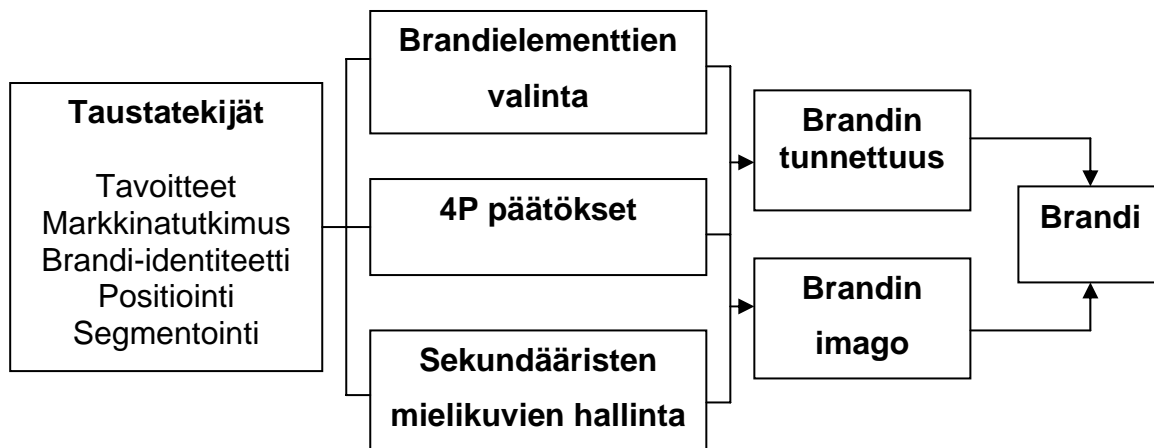 Taustatekijät
Tavoitteet
Markkinatutkimus
Brandi-identiteetti
Positiointi
Segmentointi
Brandielementtien
valinta
4P päätökset
Sekundääristen
mielikuvien hallinta
Brandin
tunnettuus
Brandin
imago
Brandi